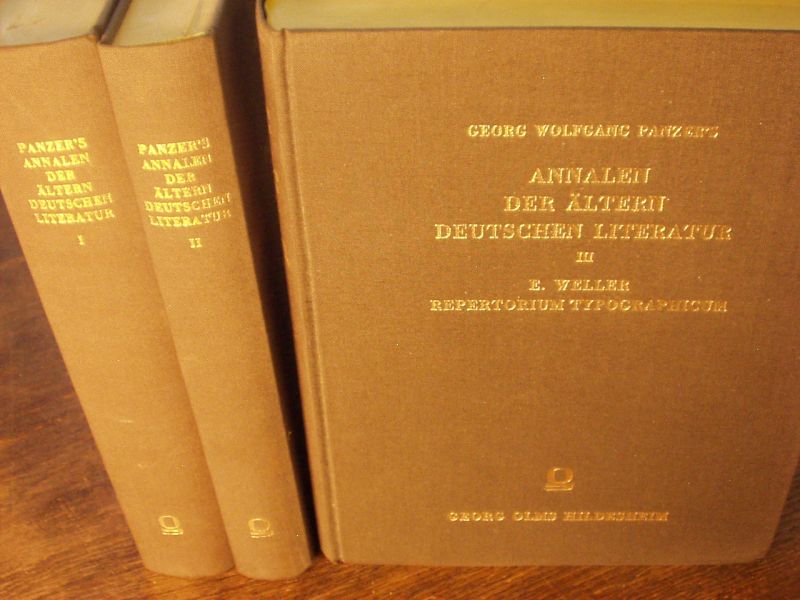 PANZER'S
ANNALEN
DER
ÄLTERN
DEUTSCHEN
LITERATUR
I
PANZER'S
ANNALEN
DER
ÄLTERN
DEUTSCHEN
LITERATUR
II
GEORG WOLFGANG PANZER'S
ANNALEN
DER ÄLTERN
DEUTSCHEN LITERATUR
III
E. WELLER
REPERTORIUM TYPOGRAPHICUM
GEORG OLMS HILDESHEIM